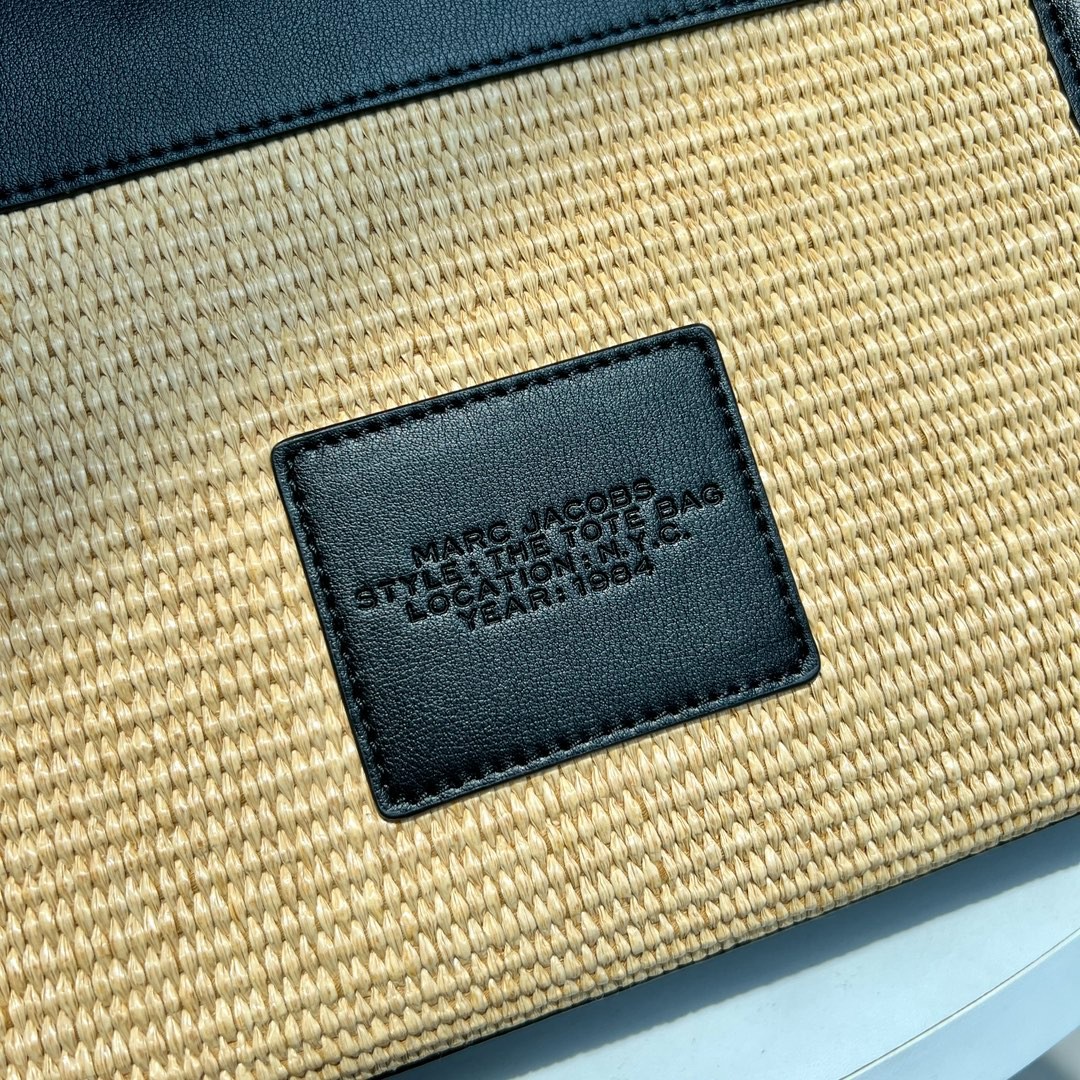 MARC JACOBS
STYLE: THE TOTE BAG
LOCATION: N.Y.C.
YEAR: 1984